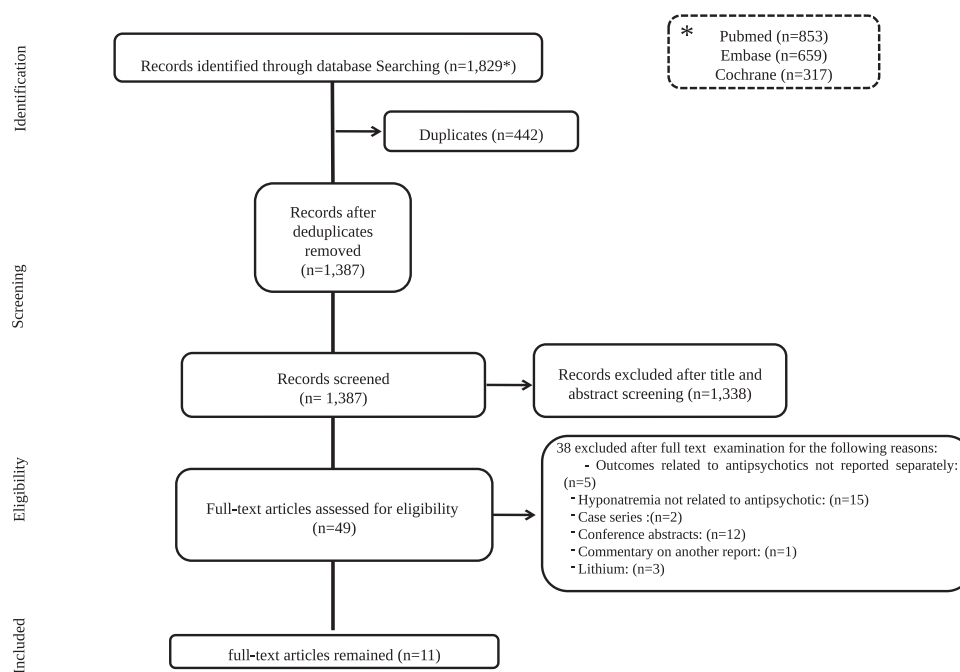 Identification
Records identified through database Searching (n=1,829*)
*
Pubmed (n=853)
Embase (n=659)
Cochrane (n=317)
Duplicates (n=442)
Records after
deduplicates
removed
(n=1,387)
Screening
Records screened
(n= 1,387)
Records excluded after title and
abstract screening (n=1,338)
Eligibility
Full-text articles assessed for eligibility
(n=49)
38 excluded after full text examination for the following reasons:
- Outcomes related to antipsychotics not reported separately:
(n=5)
- Hyponatremia not related to antipsychotic: (n=15)
- Case series :(n=2)
- Conference abstracts: (n=12)
- Commentary on another report: (n=1)
- Lithium: (n=3)
Included
full-text articles remained (n=11)